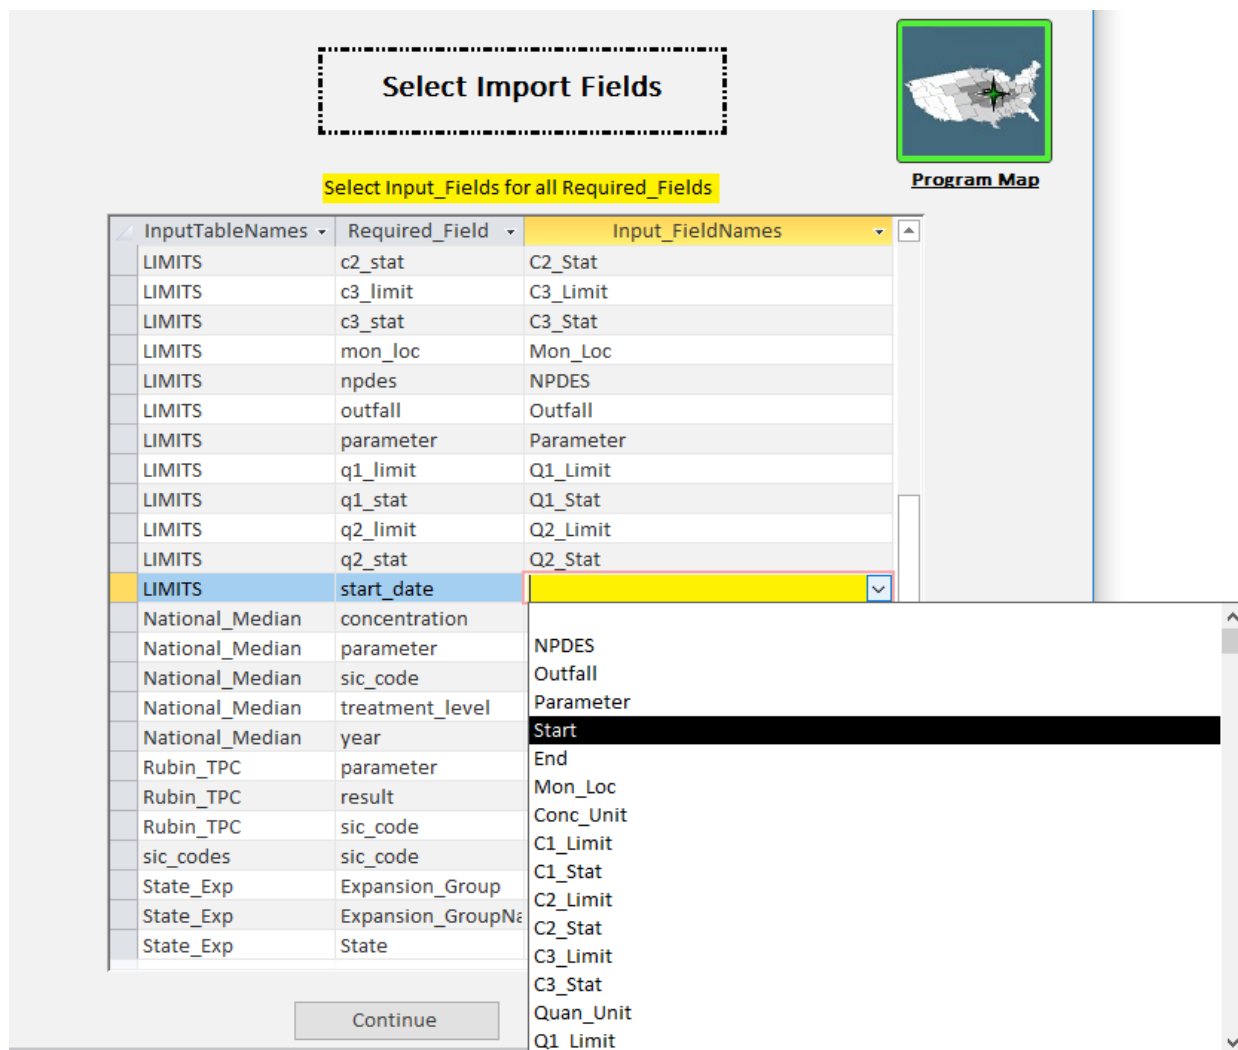 Select Import Fields
Program Map
Select Input_Fields for all Required_Fields
InputTableNames Required_Field Input_FieldNames
LIMITS c2_stat C2_Stat
LIMITS c3_limit C3_Limit
LIMITS c3_stat C3_Stat
LIMITS mon_loc Mon_Loc
LIMITS npdes NPDES
LIMITS outfall Outfall
LIMITS parameter Parameter
LIMITS q1_limit Q1_Limit
LIMITS q1_stat Q1_Stat
LIMITS q2_limit Q2_Limit
LIMITS q2_stat Q2_Stat
LIMITS start_date
National_Median concentration
National_Median parameter
National_Median sic_code
National_Median treatment_level
National_Median year
Rubin_TPC parameter
Rubin_TPC result
Rubin_TPC sic_code
sic_codes sic_code
State_Exp Expansion_Group
State_Exp Expansion_GroupNa
State_Exp State
NPDES
Outfall
Parameter
Start
End
Mon_Loc
Conc_Unit
C1_Limit
C1_Stat
C2_Limit
C2_Stat
C3_Limit
C3_Stat
Quan_Unit
Q1_Limit
Continue